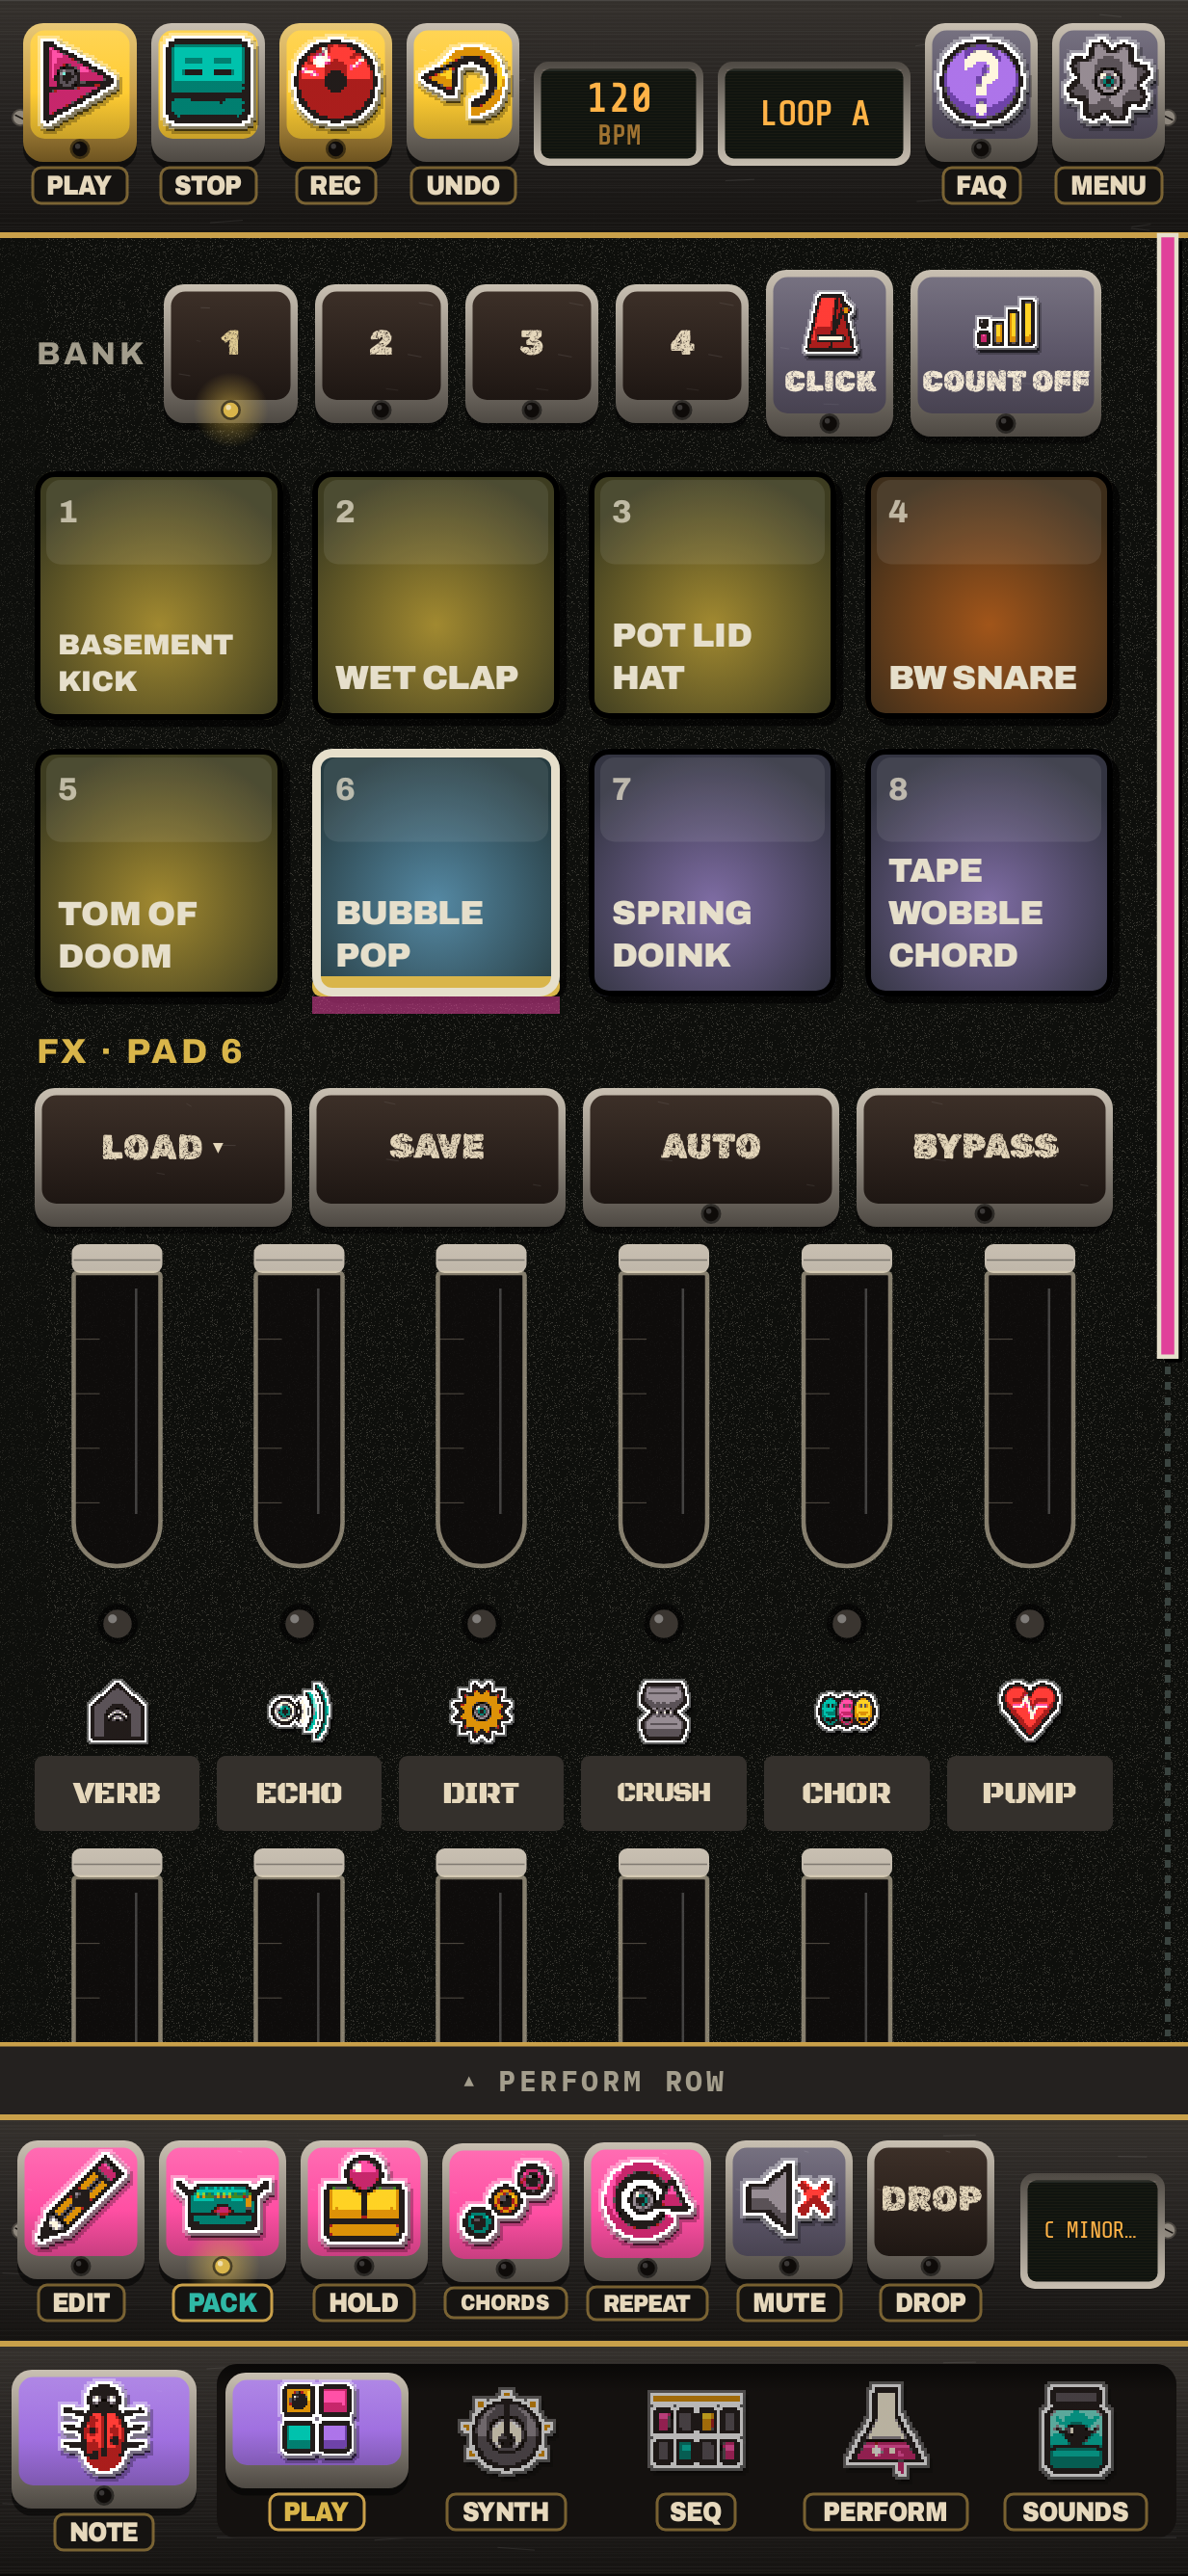 120
BPM
LOOP A
PLAY
STOP
REC
UNDO
FAQ
MENU
BANK
1
2
3
4
CLICK
COUNT OFF
1
BASEMENT
KICK
2
WET CLAP
3
POT LID
HAT
4
BW SNARE
5
TOM OF
DOOM
6
BUBBLE
POP
7
SPRING
DOINK
8
TAPE
WOBBLE
CHORD
FX · PAD 6
LOAD ▾
SAVE
AUTO
BYPASS
VERB
ECHO
DIRT
CRUSH
CHOR
PUMP
▲ PERFORM ROW
DROP
C MINOR…
EDIT
PACK
HOLD
CHORDS
REPEAT
MUTE
DROP
NOTE
PLAY
SYNTH
SEQ
PERFORM
SOUNDS